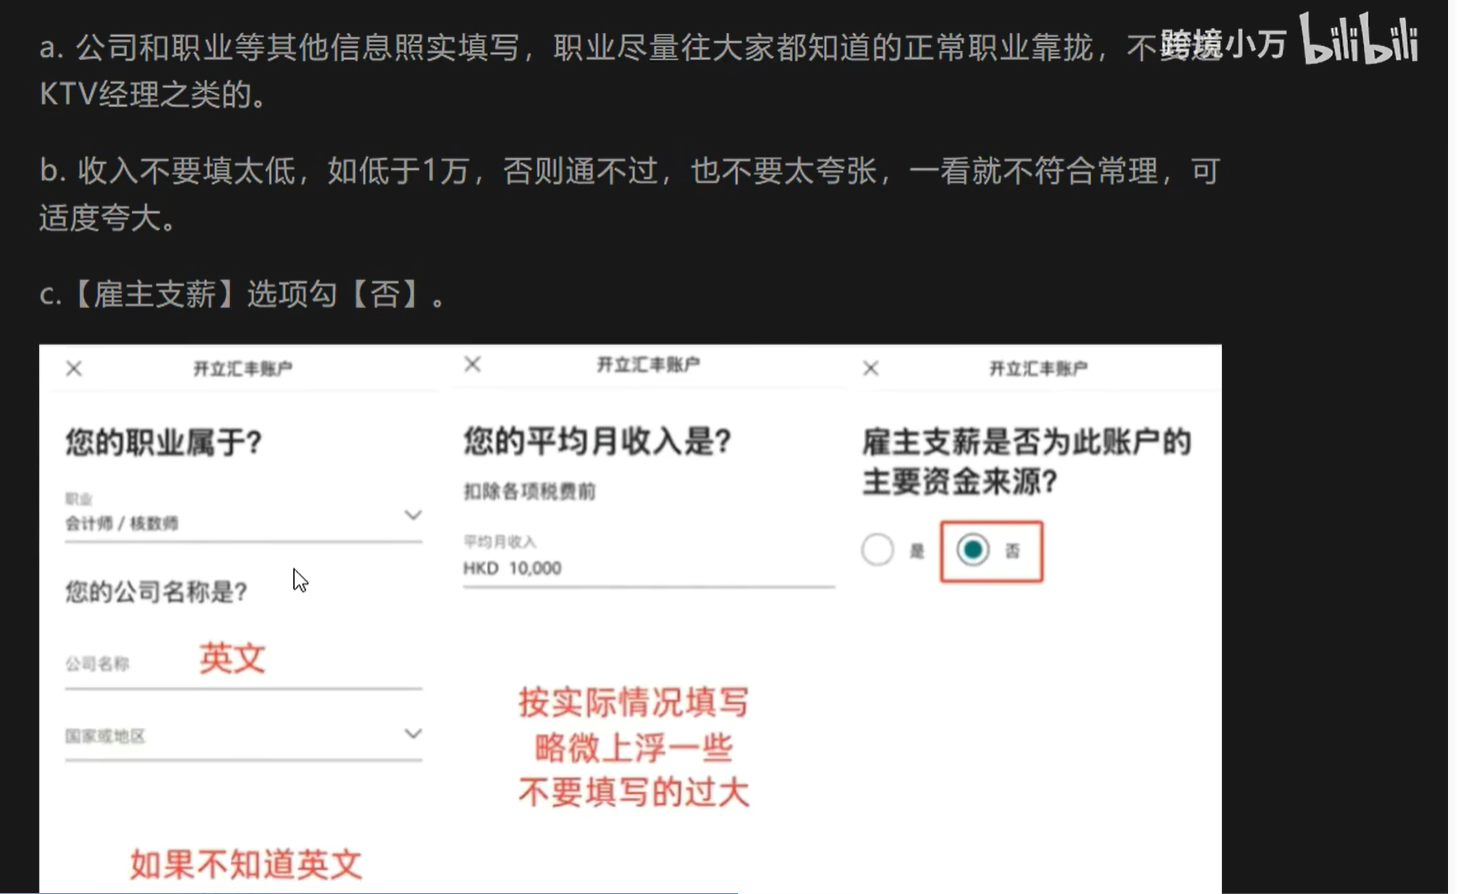 a. 公司和职业等其他信息照实填写，职业尽量往大家都知道的正常职业靠拢，不要
跨境小万 bilibili
KTV经理之类的。
b. 收入不要填太低，如低于1万，否则通不过，也不要太夸张，一看就不符合常理，可
适度夸大。
c.【雇主支薪】选项勾【否】。
开立汇丰账户
您的职业属于?
职业
会计师 / 核数师
您的公司名称是?
公司名称
英文
国家或地区
如果不知道英文
开立汇丰账户
您的平均月收入是?
扣除各项税费前
平均月收入
HKD 10,000
按实际情况填写
略微上浮一些
不要填写的过大
开立汇丰账户
雇主支薪是否为此账户的
主要资金来源?
是
否